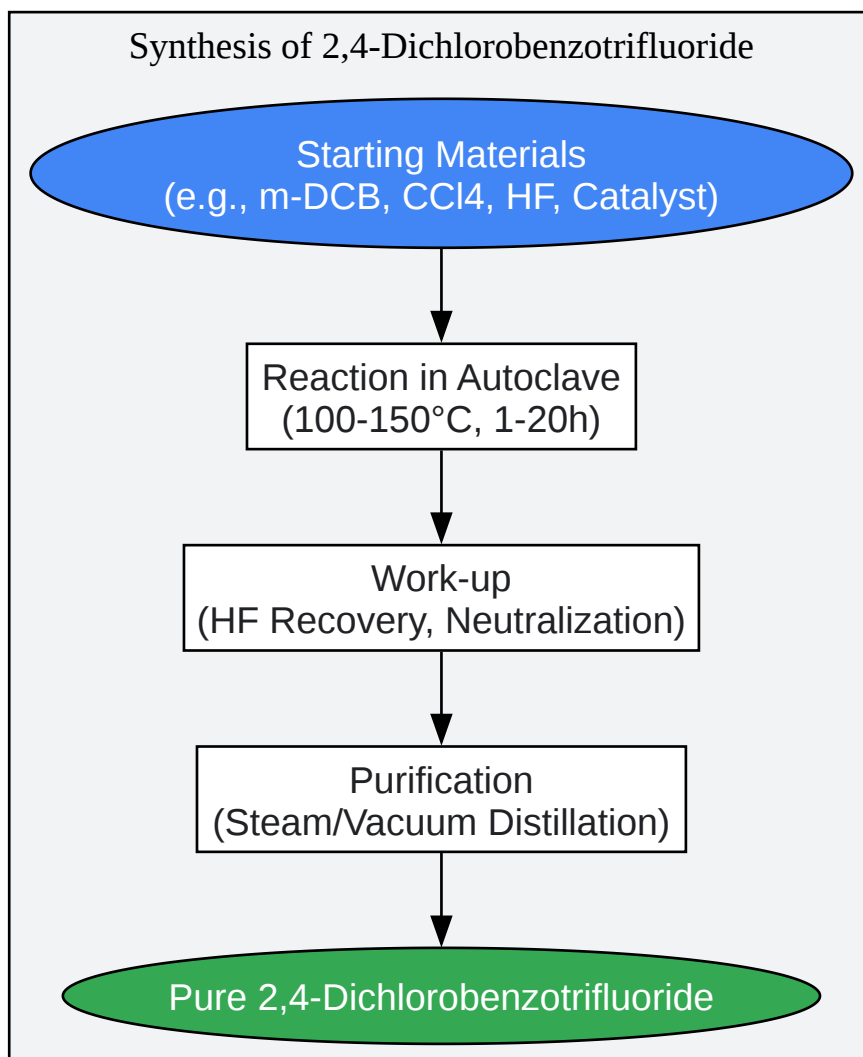 Synthesis of 2,4-Dichlorobenzotrifluoride
Starting Materials
(e.g., m-DCB, CCl4, HF, Catalyst)
Reaction in Autoclave
(100-150°C, 1-20h)
Work-up
(HF Recovery, Neutralization)
Purification
(Steam/Vacuum Distillation)
Pure 2,4-Dichlorobenzotrifluoride